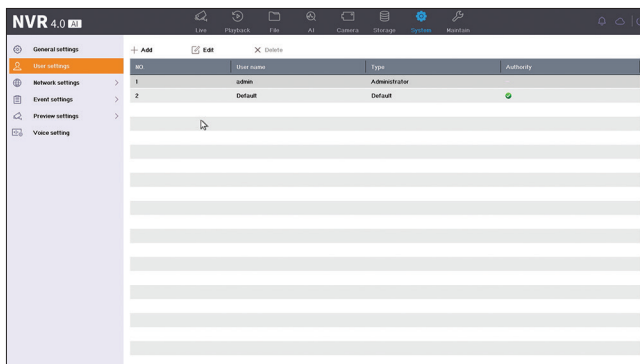 NVR 4.0 AI
Live Playback File AI Camera Storage System Maintain
General settings
User settings
Network settings
Event settings
Preview settings
Voice setting
Add Edit Delete
NO. User name Type Authority
1 admin Administrator
2 Default Default